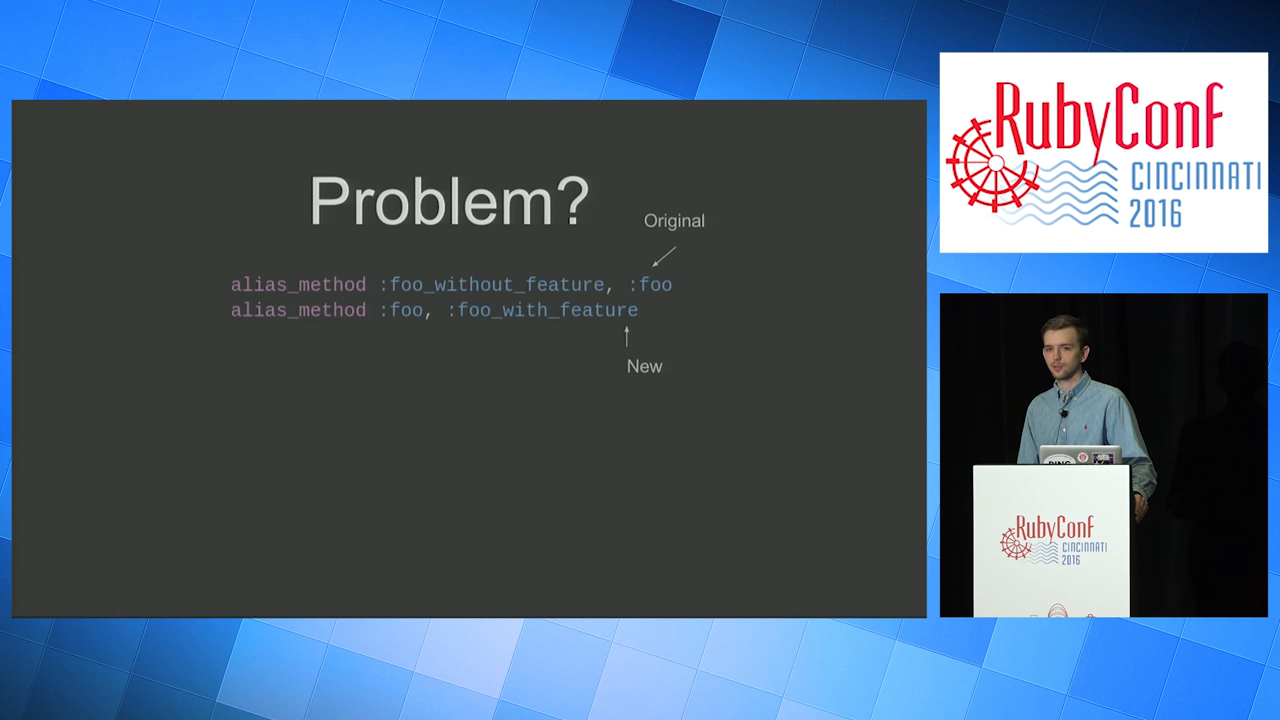 Problem?
Original
alias_method :foo_without_feature, :foo
alias_method :foo, :foo_with_feature
New
RubyConf
CINCINNATI
2016
RubyConf
CINCINNATI
2016